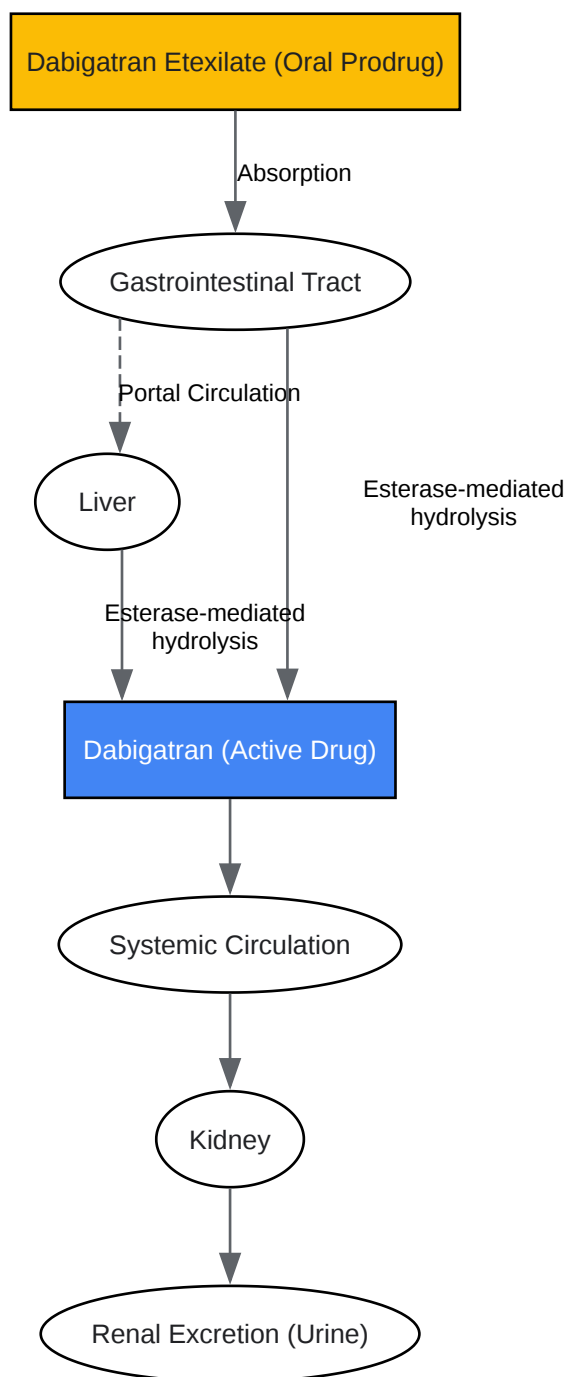 Dabigatran Etexilate (Oral Prodrug)
Absorption
Gastrointestinal Tract
Portal Circulation
Liver
Esterase-mediated
hydrolysis
Esterase-mediated
hydrolysis
Dabigatran (Active Drug)
Systemic Circulation
Kidney
Renal Excretion (Urine)